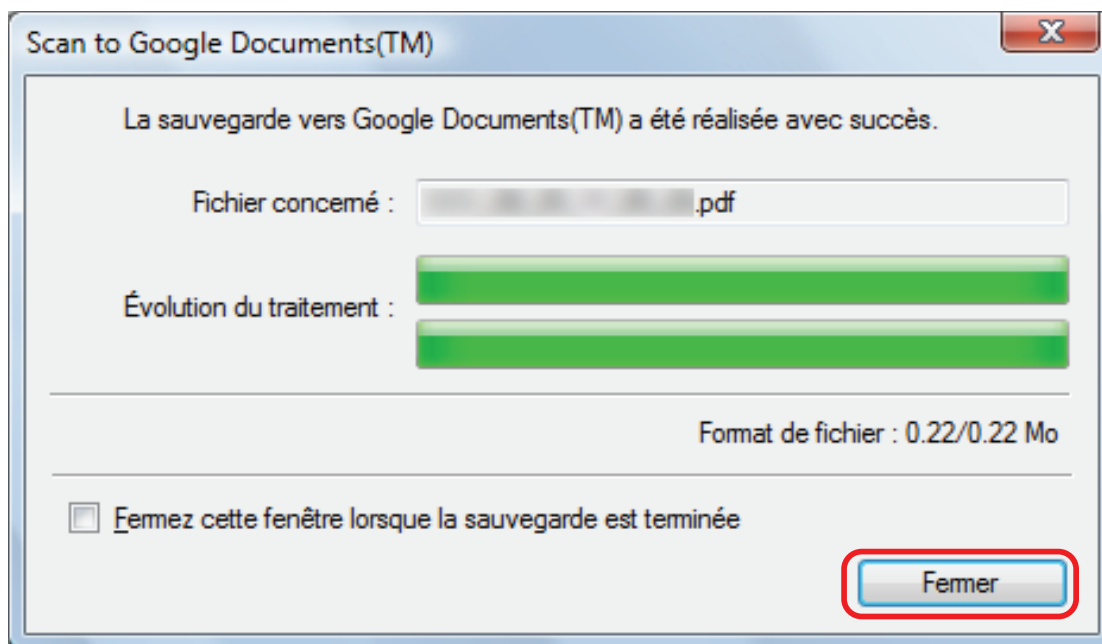 Scan to Google Documents(TM)
La sauvegarde vers Google Documents(TM) a été réalisée avec succès.
Fichier concerné : .pdf
Évolution du traitement :
Format de fichier : 0.22/0.22 Mo
Fermez cette fenêtre lorsque la sauvegarde est terminée
Fermer